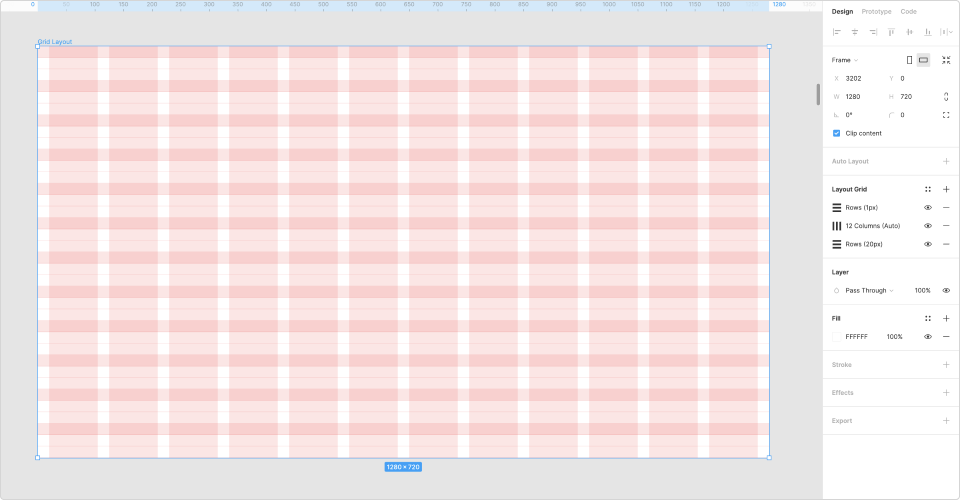 0 50 100 150 200 250 300 350 400 450 500 550 600 650 700 750 800 850 900 950 1000 1050 1100 1150 1200 1280
Design Prototype Code
Grid Layout
Frame
X 3202 Y 0
W 1280 H 720
0° 0
Clip content
Auto Layout
Layout Grid
Rows (1px)
12 Columns (Auto)
Rows (20px)
Layer
Pass Through 100%
Fill
FFFFFF 100%
Stroke
Effects
Export
1280 × 720